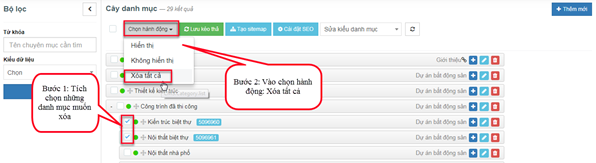 Bộ lọc
Từ khóa
Tên chuyên mục cần tìm
Kiểu dữ liệu
Chọn
Bước 1: Tích
chọn những
danh mục muốn
xóa
Cây danh mục — 29 kết quả
Thêm mới
Chọn hành động
Lưu kéo thả
Tạo sitemap
Cài đặt SEO
Sửa kiểu danh mục
Hiển thị
Không hiển thị
Xóa tất cả
Bước 2: Vào chọn hành
động: Xóa tất cả
Giới thiệu
Dự án bất động sản
Thiết kế kiến trúc
Dự án bất động sản
Công trình đã thi công
Dự án bất động sản
Kiến trúc biệt thự
Dự án bất động sản
Nội thất biệt thự
Dự án bất động sản
Nội thất nhà phố
Dự án bất động sản